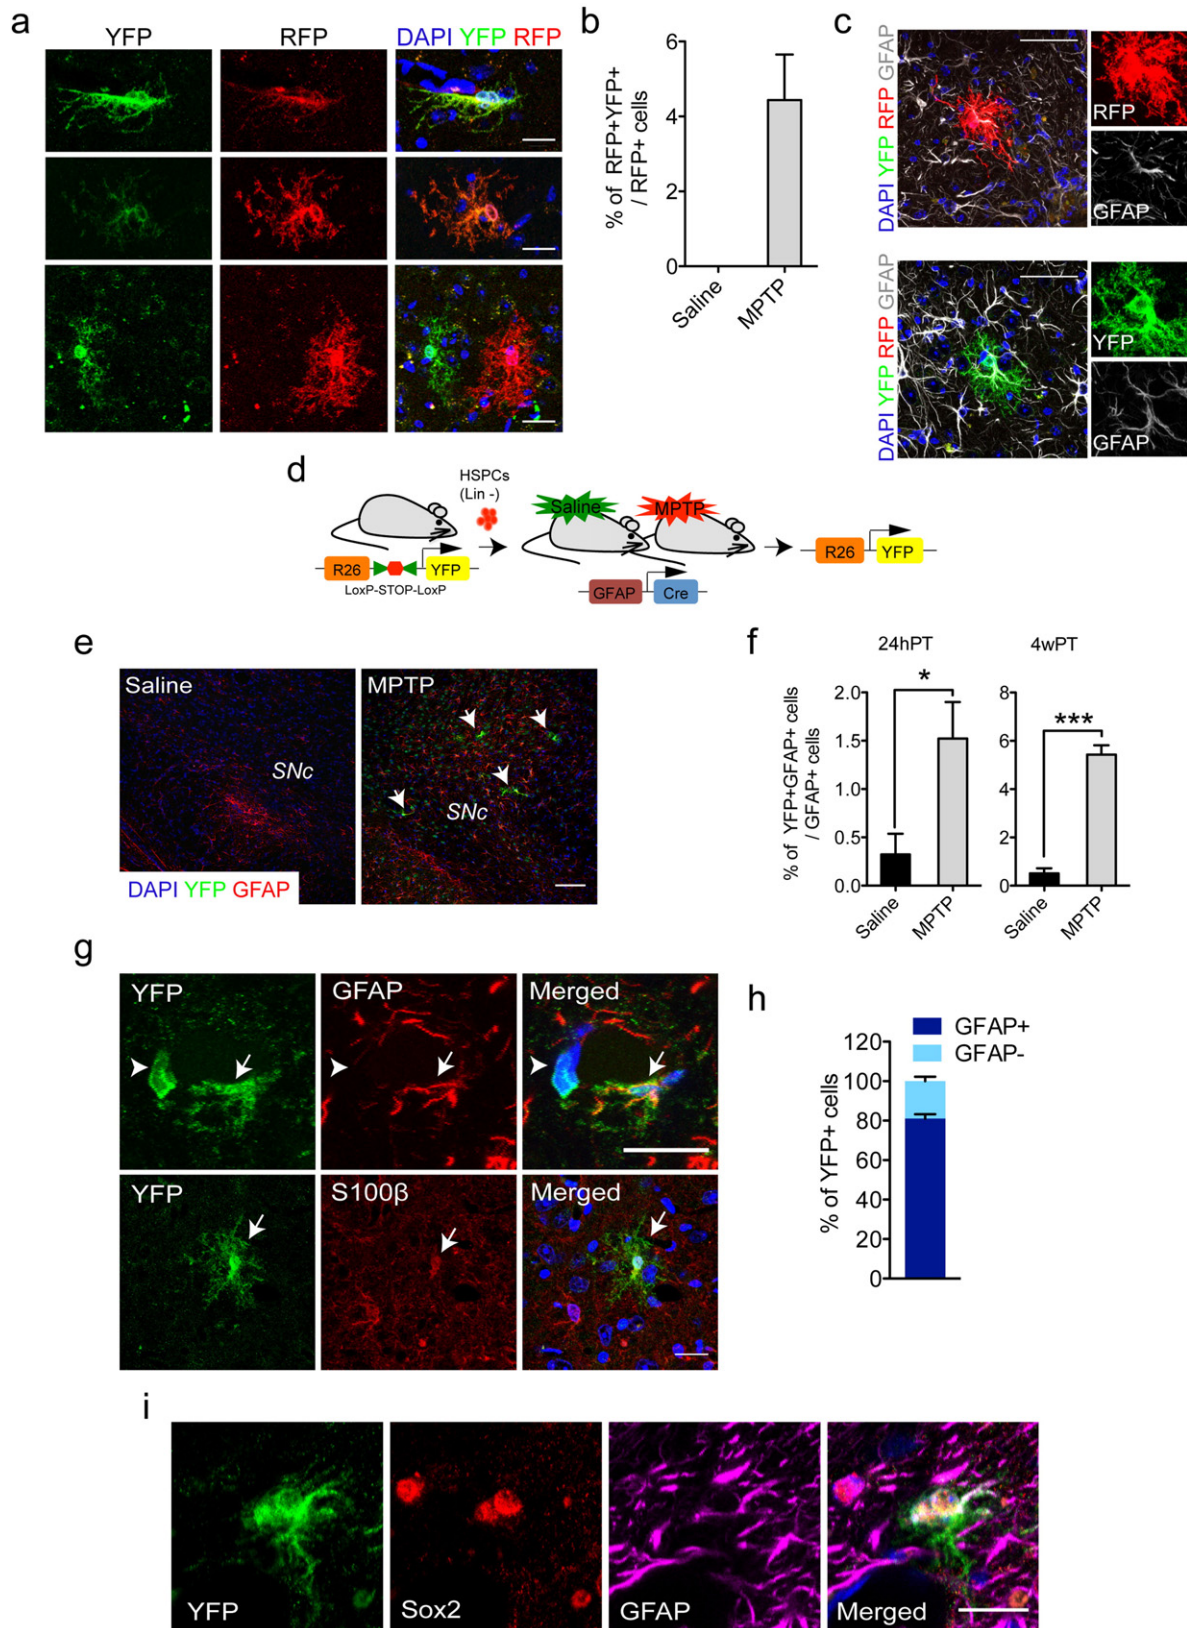 a
YFP
RFP
DAPI YFP RFP
b
% of RFP+YFP+
/ RFP+ cells
6
4
2
0
Saline
MPTP
c
DAPI YFP RFP GFAP
RFP
GFAP
DAPI YFP RFP GFAP
YFP
GFAP
d
HSPCs
(Lin -)
Saline
MPTP
R26
YFP
LoxP-STOP-LoxP
GFAP
Cre
R26
YFP
e
Saline
SNc
DAPI YFP GFAP
MPTP
SNc
f
24hPT
4wPT
% of YFP+GFAP+ cells
/ GFAP+ cells
2.0
1.5
1.0
0.5
0.0
*
Saline
MPTP
8
6
4
2
0
***
Saline
MPTP
g
YFP
GFAP
Merged
YFP
S100β
Merged
h
GFAP+
GFAP-
% of YFP+ cells
120
100
80
60
40
20
0
i
YFP
Sox2
GFAP
Merged